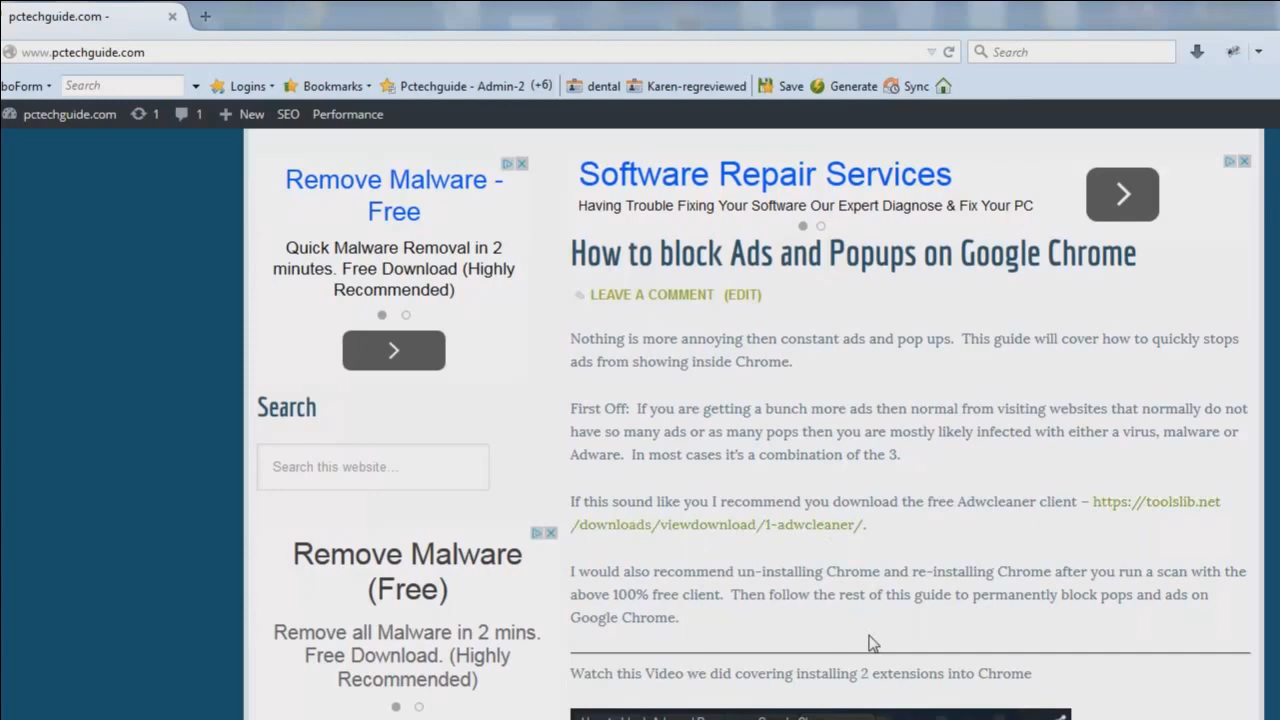 pctechguide.com -
www.pctechguide.com
Search
boForm
Search
Logins
Bookmarks
Pctechguide - Admin-2 (+6)
dental
Karen-regreviewed
Save
Generate
Sync
pctechguide.com
1
1
New
SEO
Performance
Remove Malware -
Free
Quick Malware Removal in 2
minutes. Free Download (Highly
Recommended)
Search
Search this website...
Remove Malware
(Free)
Remove all Malware in 2 mins.
Free Download. (Highly
Recommended)
Software Repair Services
Having Trouble Fixing Your Software Our Expert Diagnose & Fix Your PC
How to block Ads and Popups on Google Chrome
LEAVE A COMMENT (EDIT)
Nothing is more annoying then constant ads and pop ups. This guide will cover how to quickly stops
ads from showing inside Chrome.
First Off: If you are getting a bunch more ads then normal from visiting websites that normally do not
have so many ads or as many pops then you are mostly likely infected with either a virus, malware or
Adware. In most cases it's a combination of the 3.
If this sound like you I recommend you download the free Adwcleaner client – https://toolslib.net
/downloads/viewdownload/1-adwcleaner/.
I would also recommend un-installing Chrome and re-installing Chrome after you run a scan with the
above 100% free client. Then follow the rest of this guide to permanently block pops and ads on
Google Chrome.
Watch this Video we did covering installing 2 extensions into Chrome